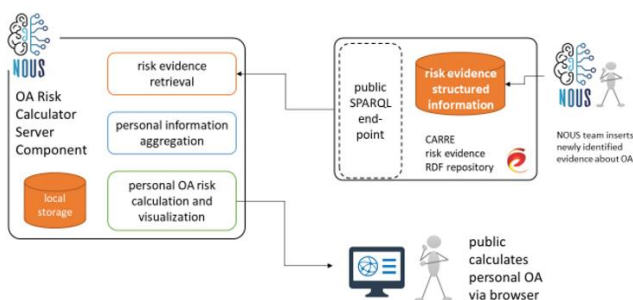 NOUS
OA Risk
Calculator
Server
Component
local
storage
risk evidence
retrieval
personal information
aggregation
personal OA risk
calculation and
visualization
public
SPARQL
end-
point
risk evidence
structured
information
CARRE
risk evidence
RDF repository
NOUS
NOUS team inserts
newly identified
evidence about OA
public
calculates
personal OA
via browser